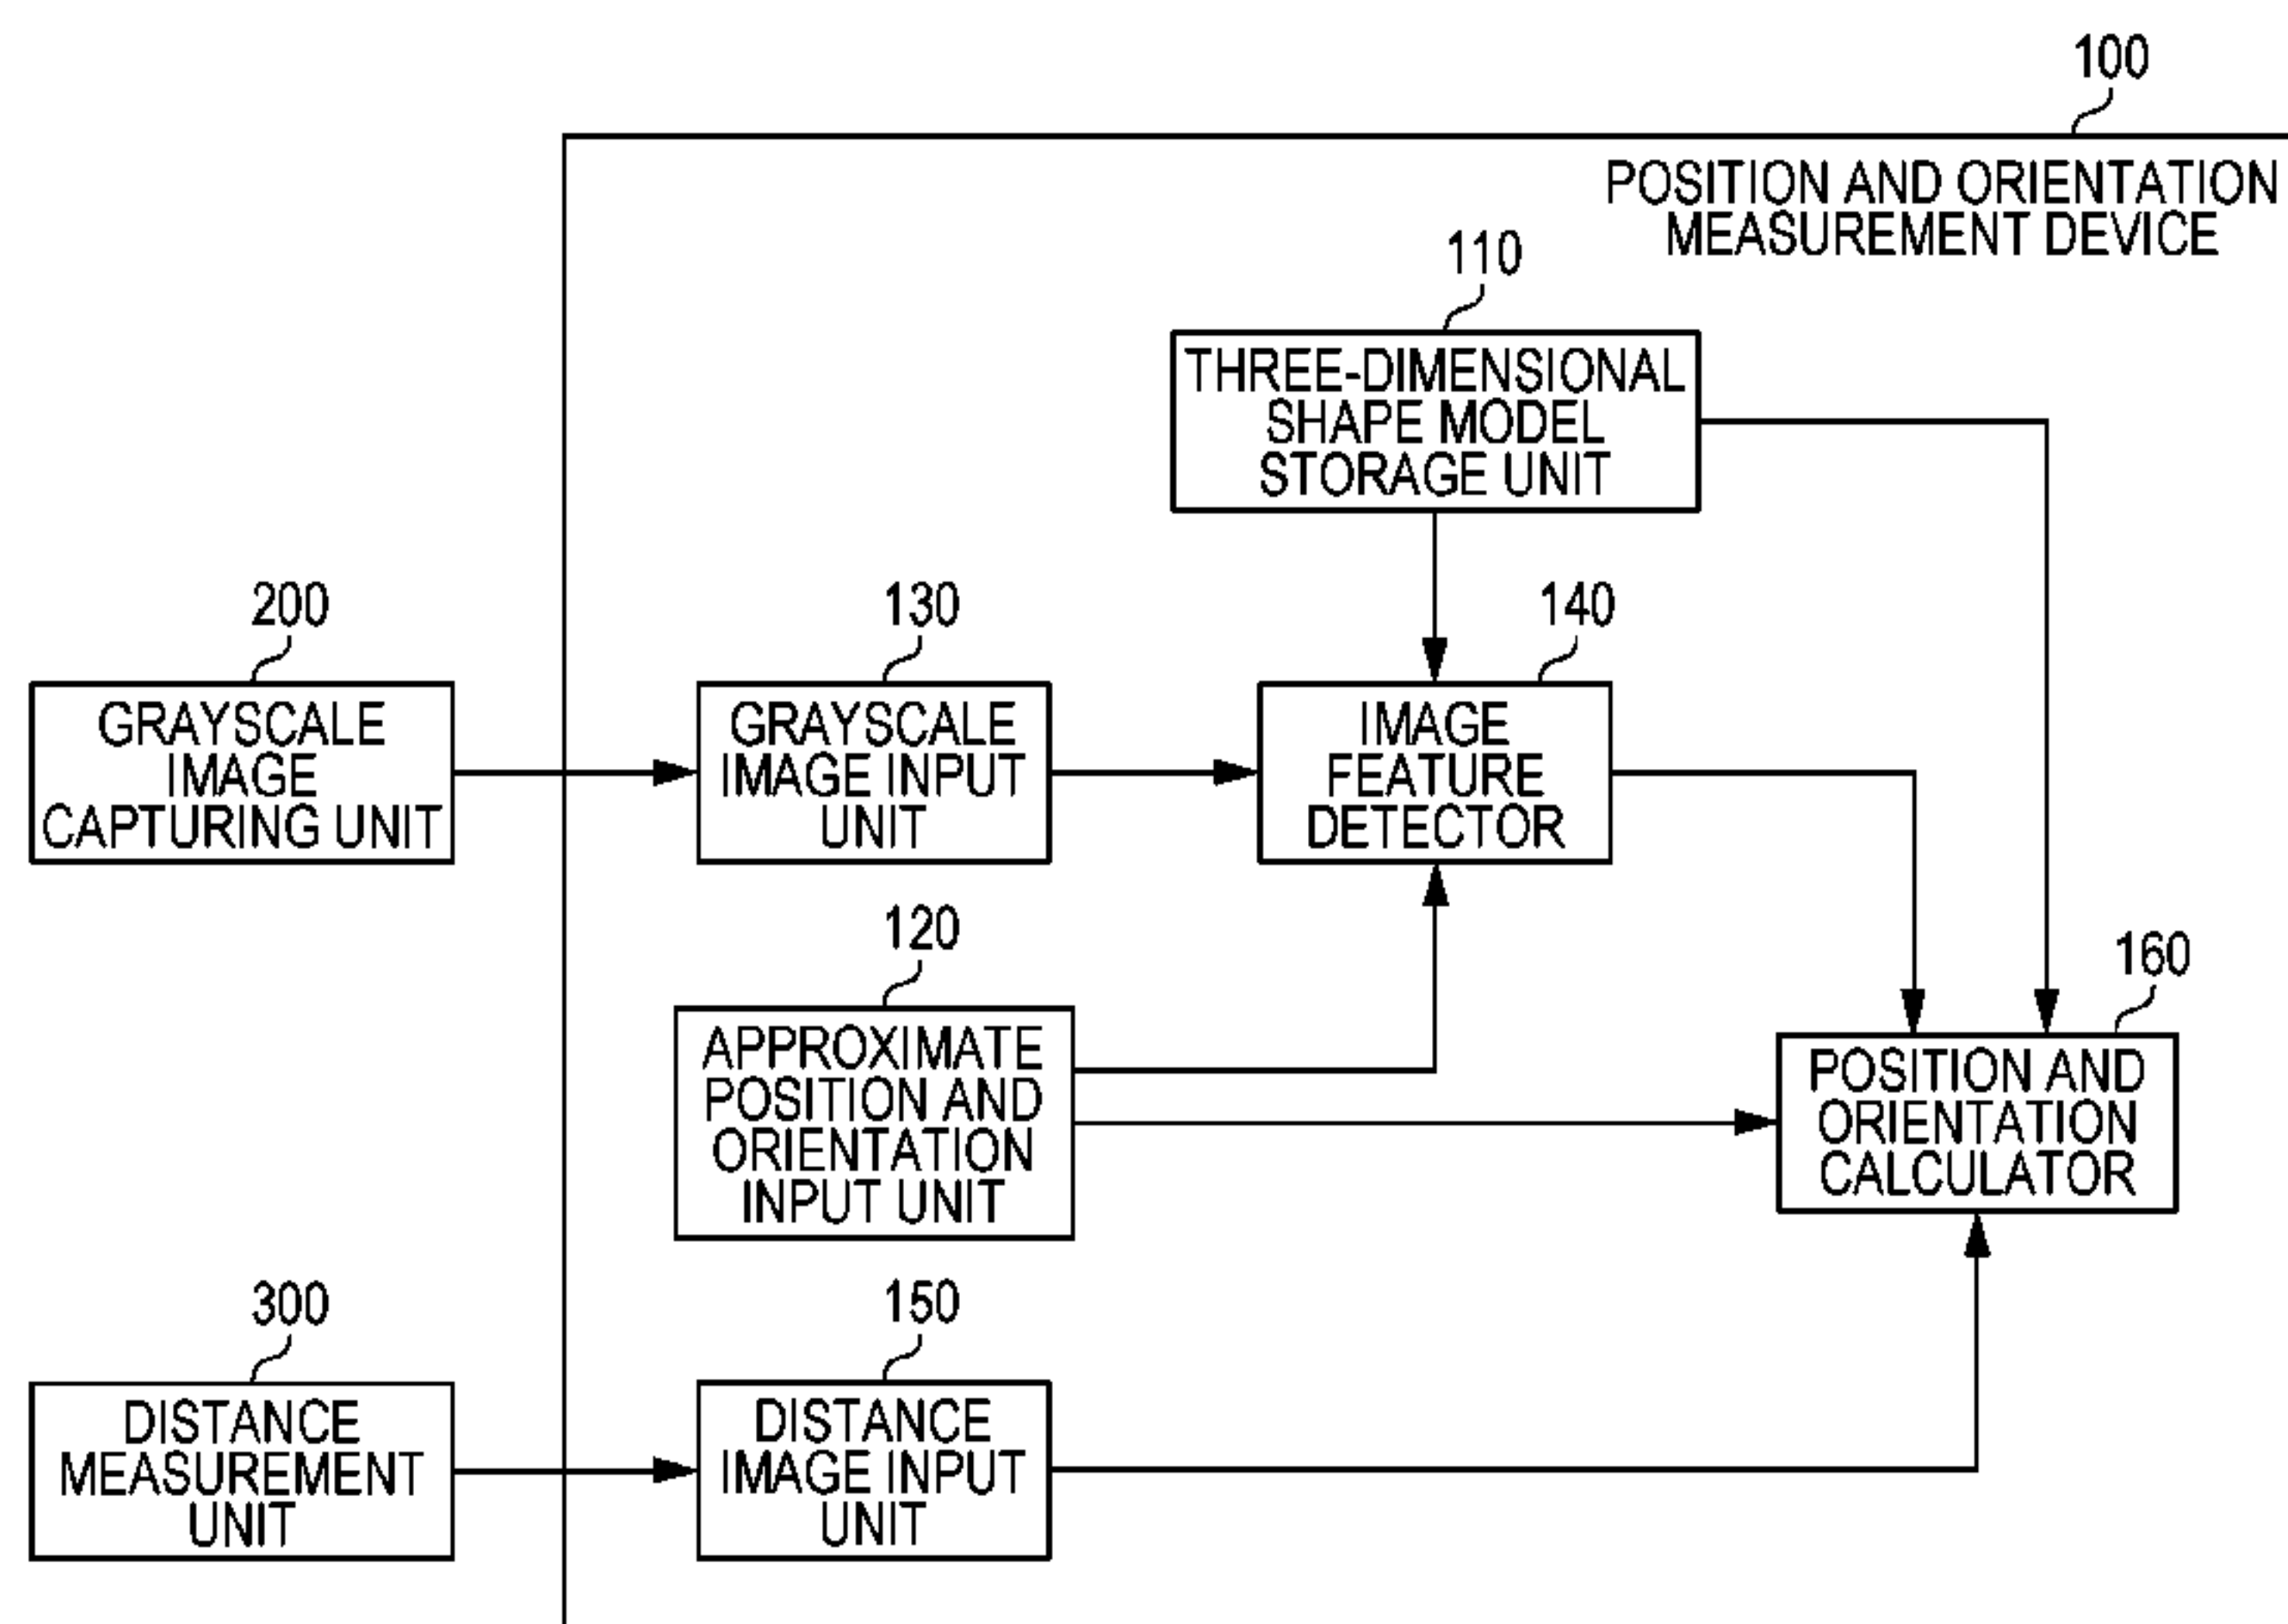 100
POSITION AND ORIENTATION
MEASUREMENT DEVICE
110
THREE-DIMENSIONAL
SHAPE MODEL
STORAGE UNIT
200
GRAYSCALE
IMAGE
CAPTURING UNIT
130
GRAYSCALE
IMAGE INPUT
UNIT
140
IMAGE
FEATURE
DETECTOR
120
APPROXIMATE
POSITION AND
ORIENTATION
INPUT UNIT
160
POSITION AND
ORIENTATION
CALCULATOR
300
DISTANCE
MEASUREMENT
UNIT
150
DISTANCE
IMAGE INPUT
UNIT